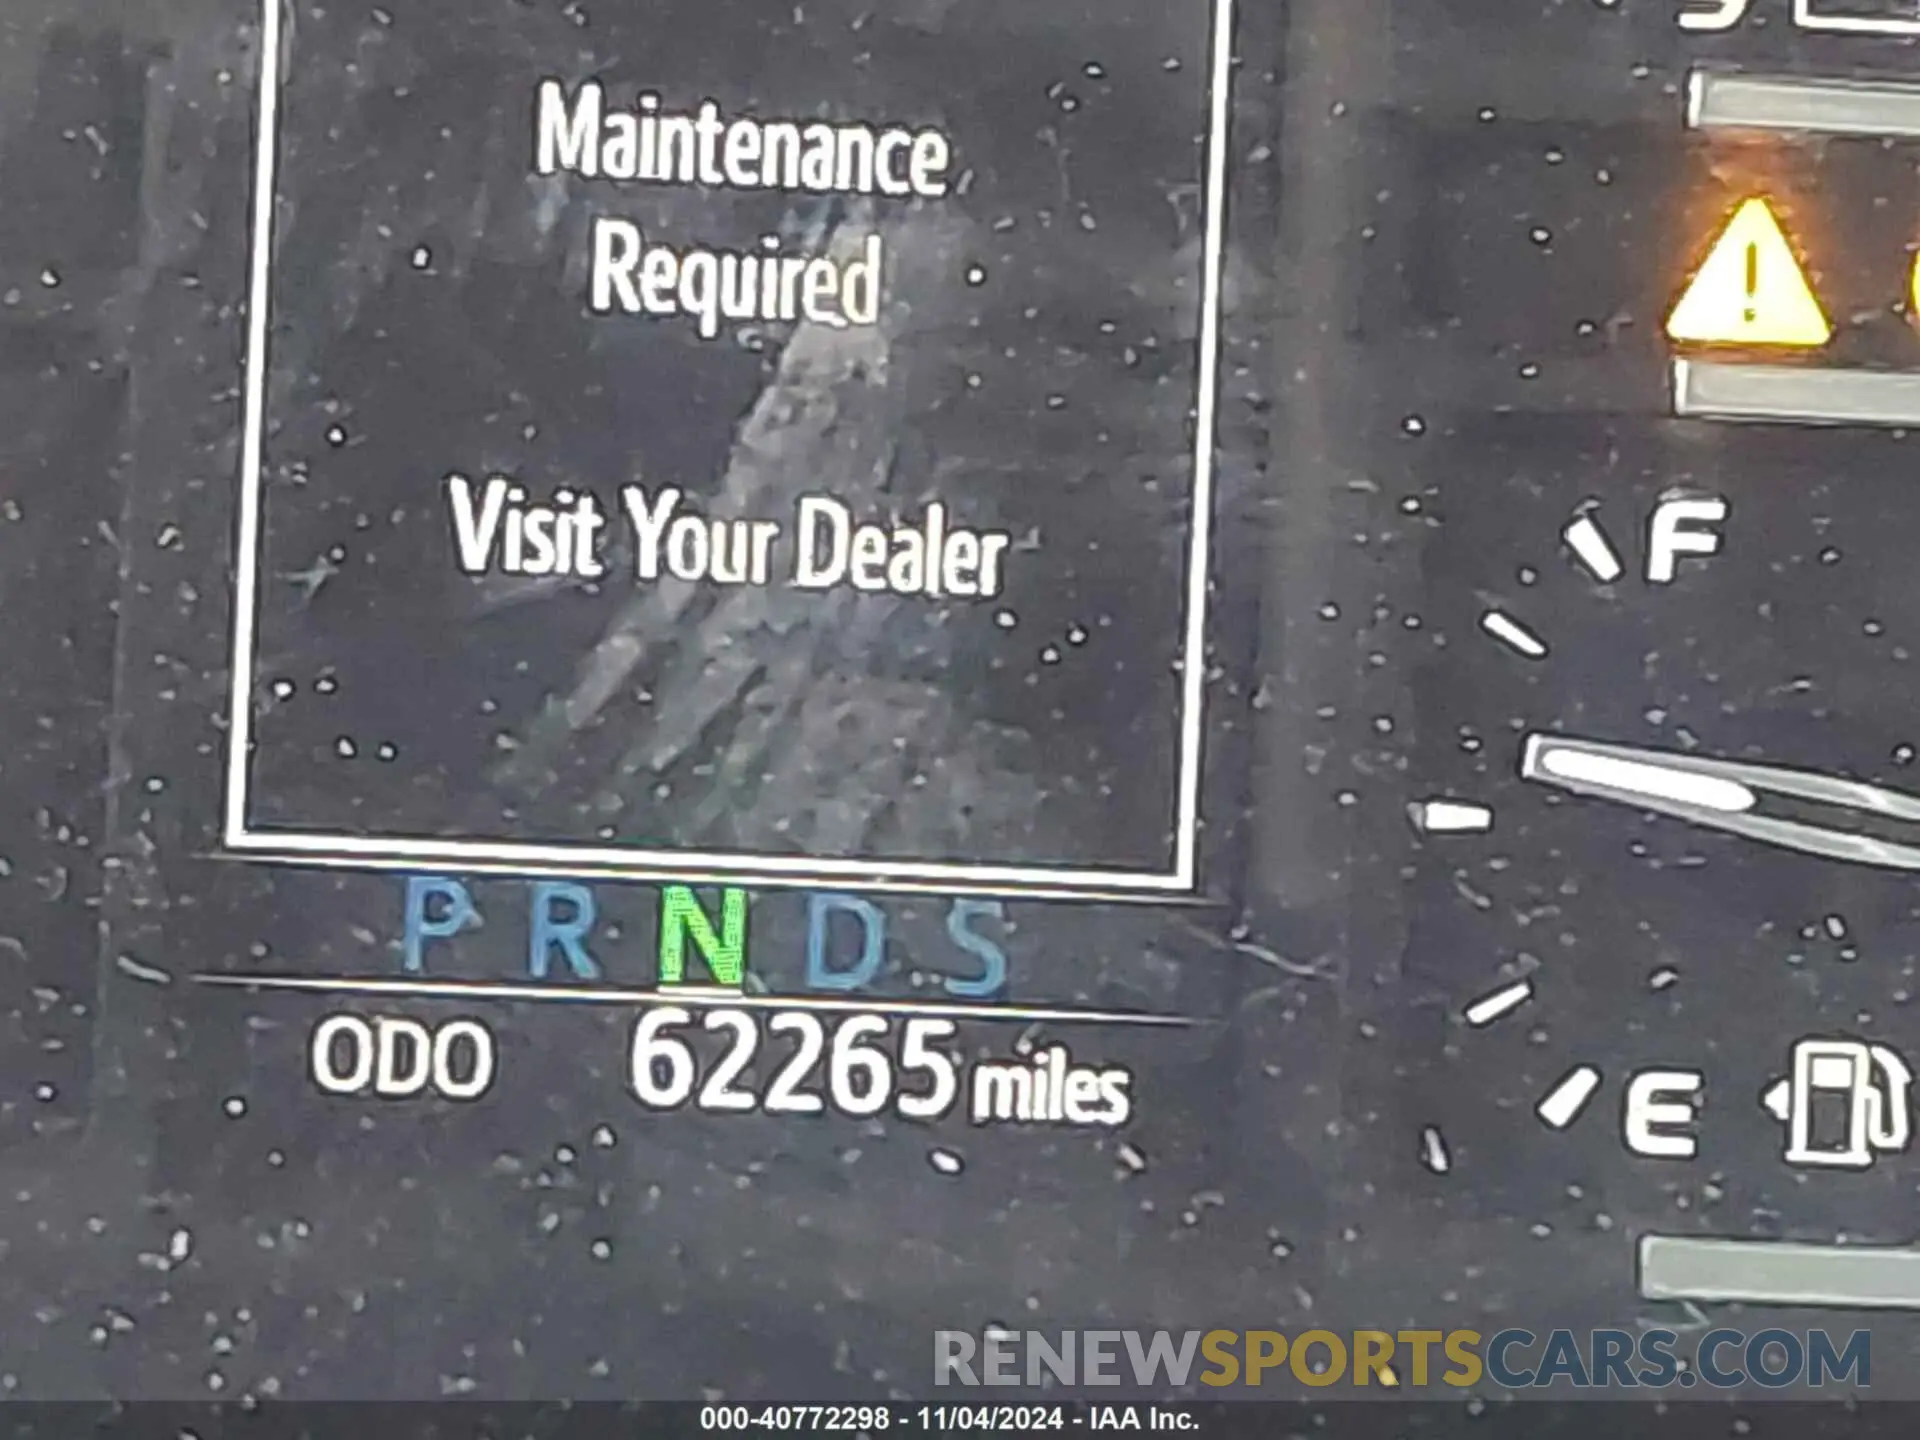 Maintenance
Required
Visit Your Dealer
F
P R N D S
ODO 62265 miles
E
RENEWSPORTSCARS.COM
000-40772298 - 11/04/2024 - IAA Inc.